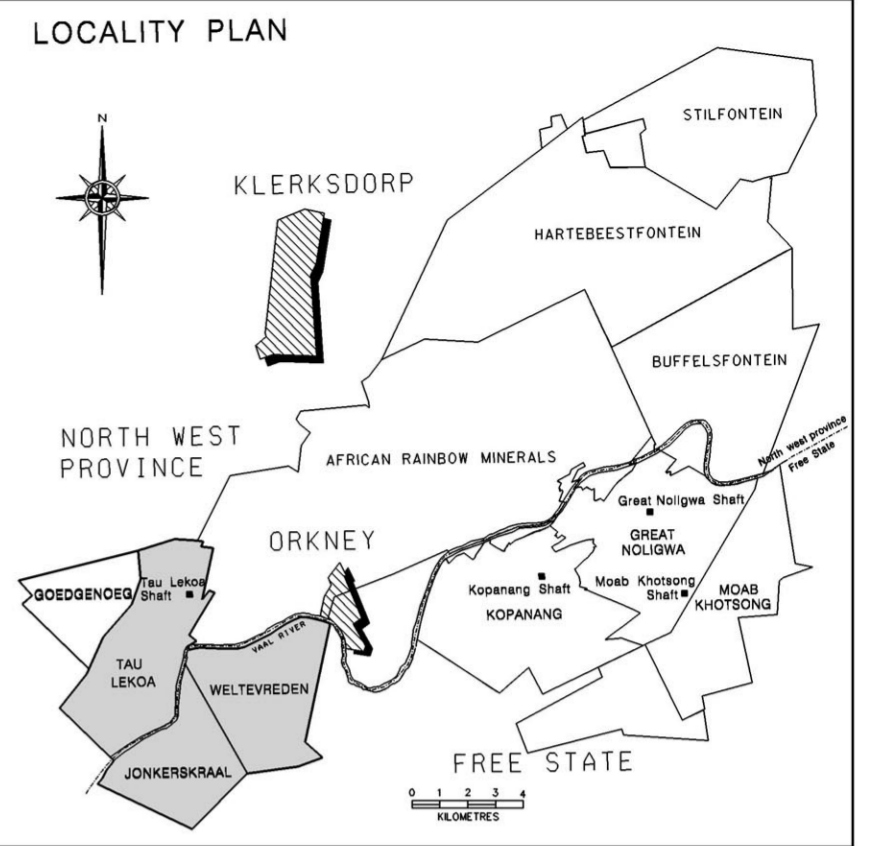 LOCALITY PLAN
N
STILFONTEIN
KLERKSDORP
HARTEBEESTFONTEIN
BUFFELSFONTEIN
NORTH WEST
PROVINCE
AFRICAN RAINBOW MINERALS
North west province
Free State
Great Noligwa Shaft
ORKNEY
GREAT
NOLIGWA
GOEDGENOEG
Tau Lekoa
Shaft
Kopanang Shaft
KOPANANG
Moab Khotsong
Shaft
MOAB
KHOTSONG
VAAL RIVER
TAU
LEKOA
WELTEVREDEN
JONKERSKRAAL
FREE STATE
0 1 2 3 4
KILOMETRES